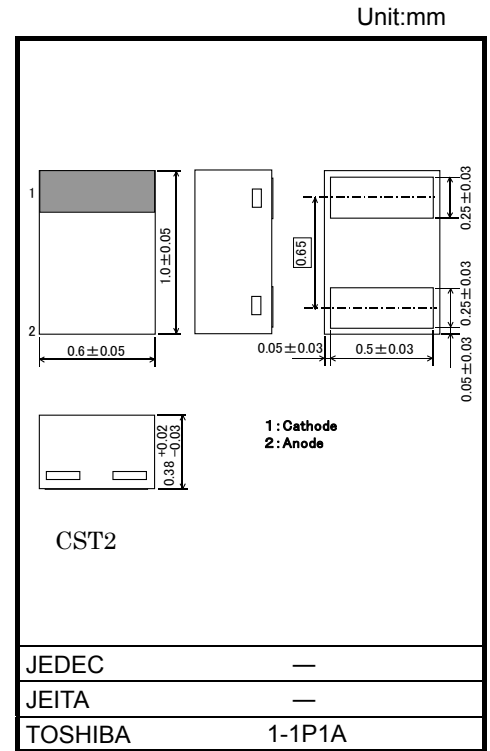 Unit:mm
1
2
1.0±0.05
0.6±0.05
0.65
0.25±0.03
0.25±0.03
0.05±0.03
0.5±0.03
0.05±0.03
0.38 +0.02 −0.03
1:Cathode
2:Anode
CST2
JEDEC —
JEITA —
TOSHIBA 1-1P1A